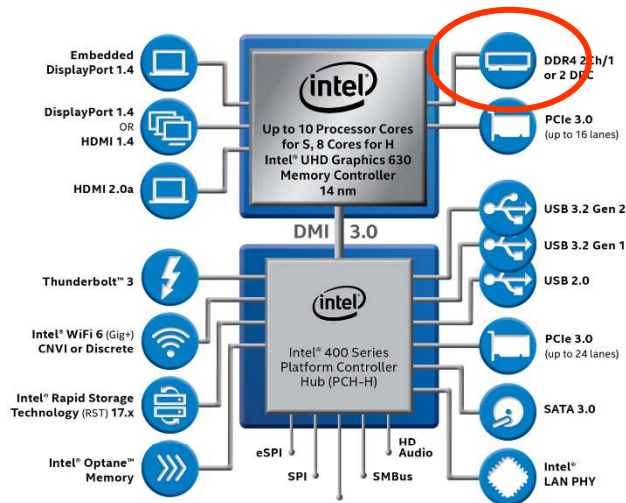 Embedded
DisplayPort 1.4
DisplayPort 1.4
OR
HDMI 1.4
HDMI 2.0a
intel
Up to 10 Processor Cores
for S, 8 Cores for H
Intel® UHD Graphics 630
Memory Controller
14 nm
DDR4 2Ch/1
or 2 DPC
PCIe 3.0
(up to 16 lanes)
DMI 3.0
Thunderbolt™ 3
Intel® WiFi 6 (Gig+)
CNVI or Discrete
Intel® Rapid Storage
Technology (RST) 17.x
Intel® Optane™
Memory
intel
Intel® 400 Series
Platform Controller
Hub (PCH-H)
USB 3.2 Gen 2
USB 3.2 Gen 1
USB 2.0
PCIe 3.0
(up to 24 lanes)
SATA 3.0
Intel®
LAN PHY
eSPI
SPI
SMBus
HD
Audio